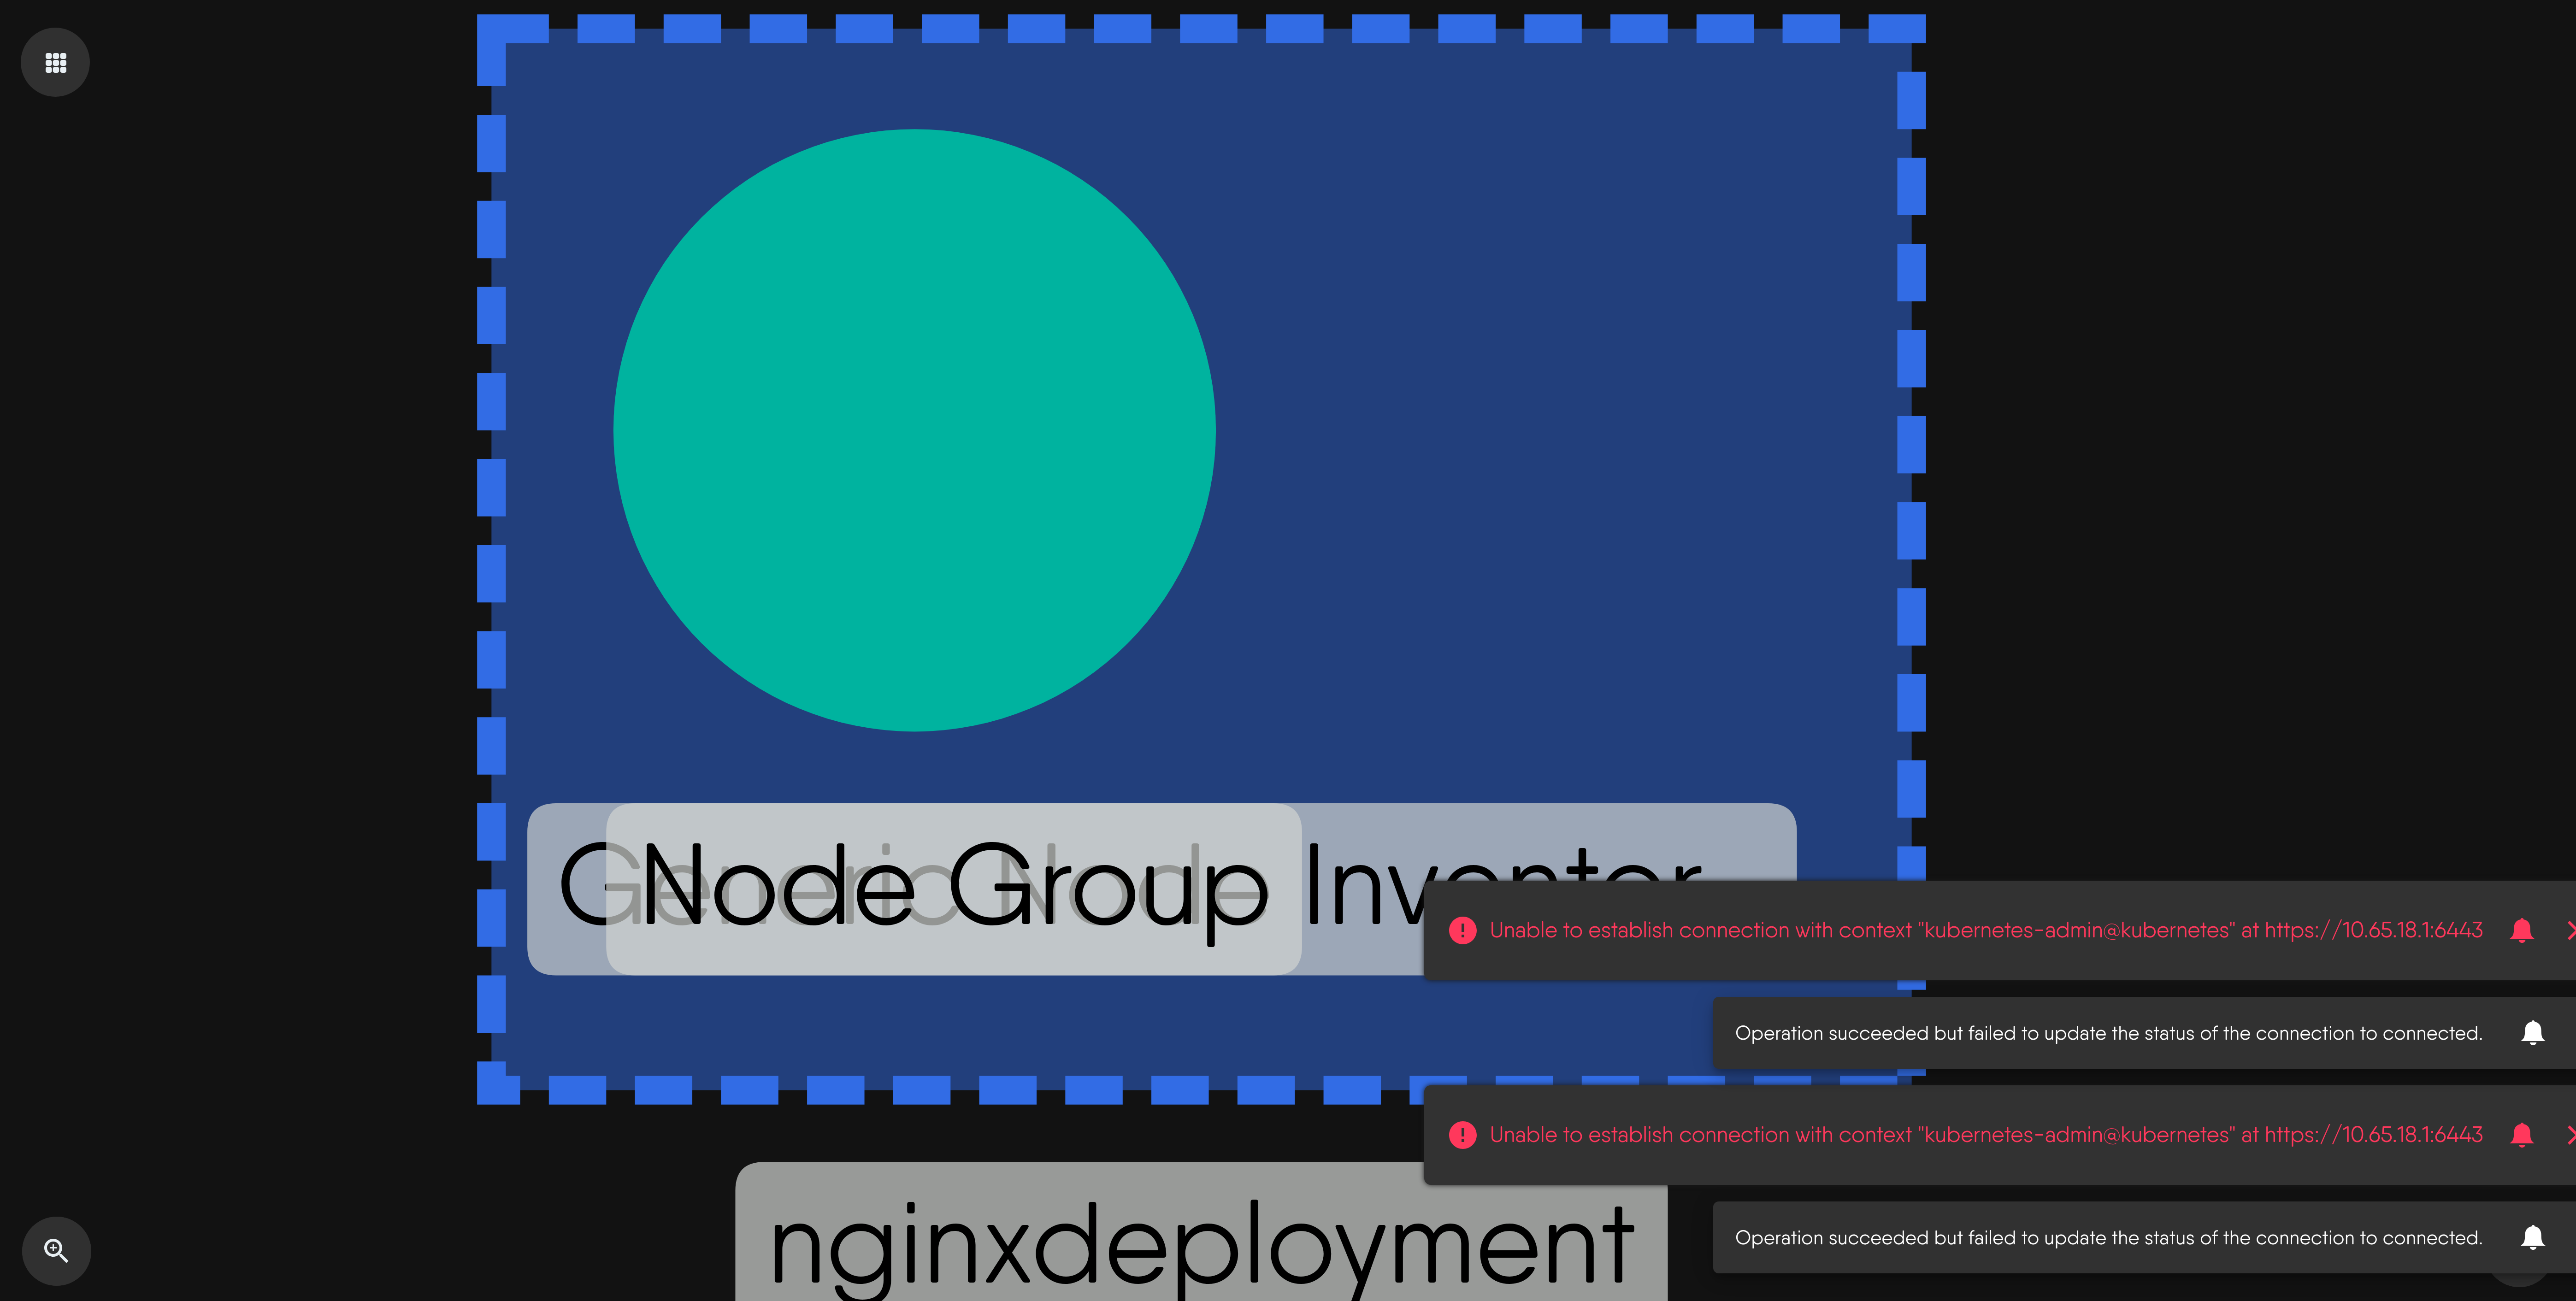 Generic Node
Node Group
Unable to establish connection with context "kubernetes-admin@kubernetes" at https://10.65.18.1:6443
Operation succeeded but failed to update the status of the connection to connected.
Unable to establish connection with context "kubernetes-admin@kubernetes" at https://10.65.18.1:6443
nginxdeployment
Operation succeeded but failed to update the status of the connection to connected.